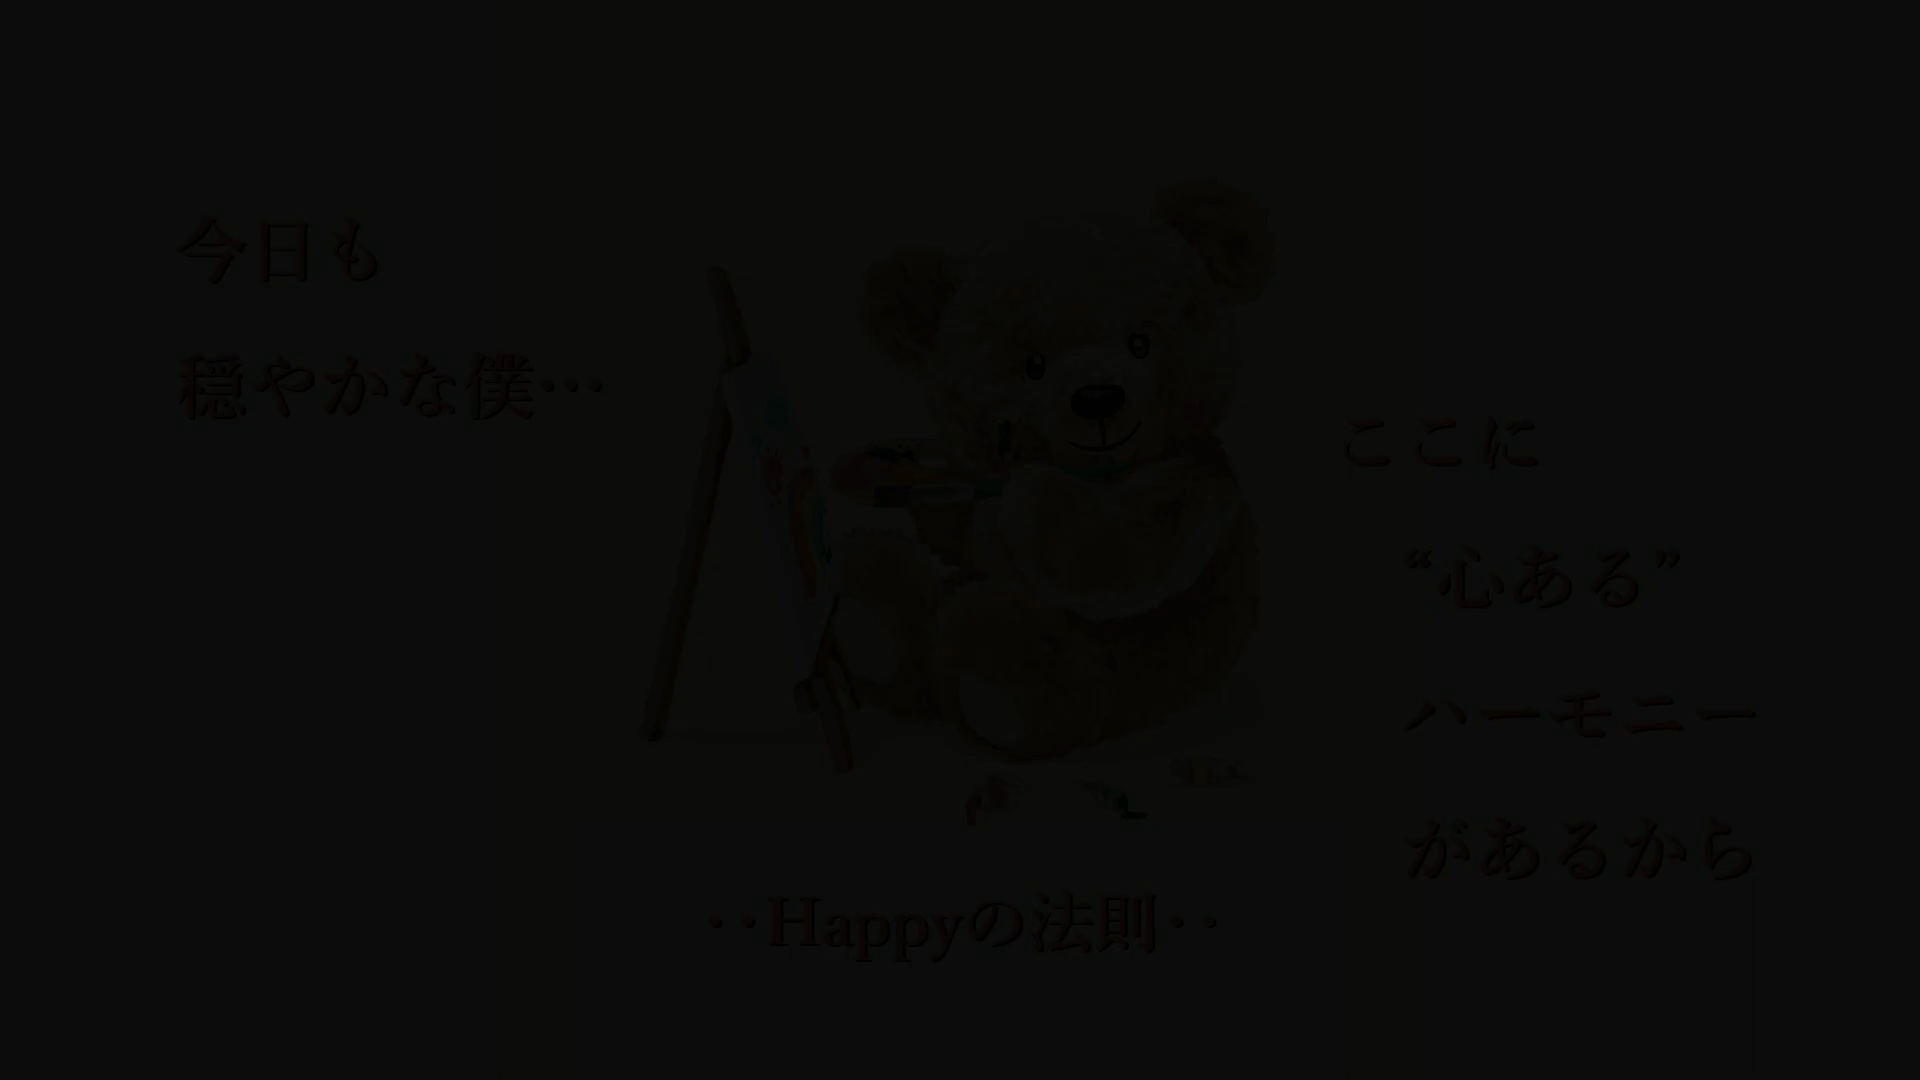 今日も
穏やかな僕…
ここに
“心ある”
ハーモニー
があるから
‥Happyの法則‥